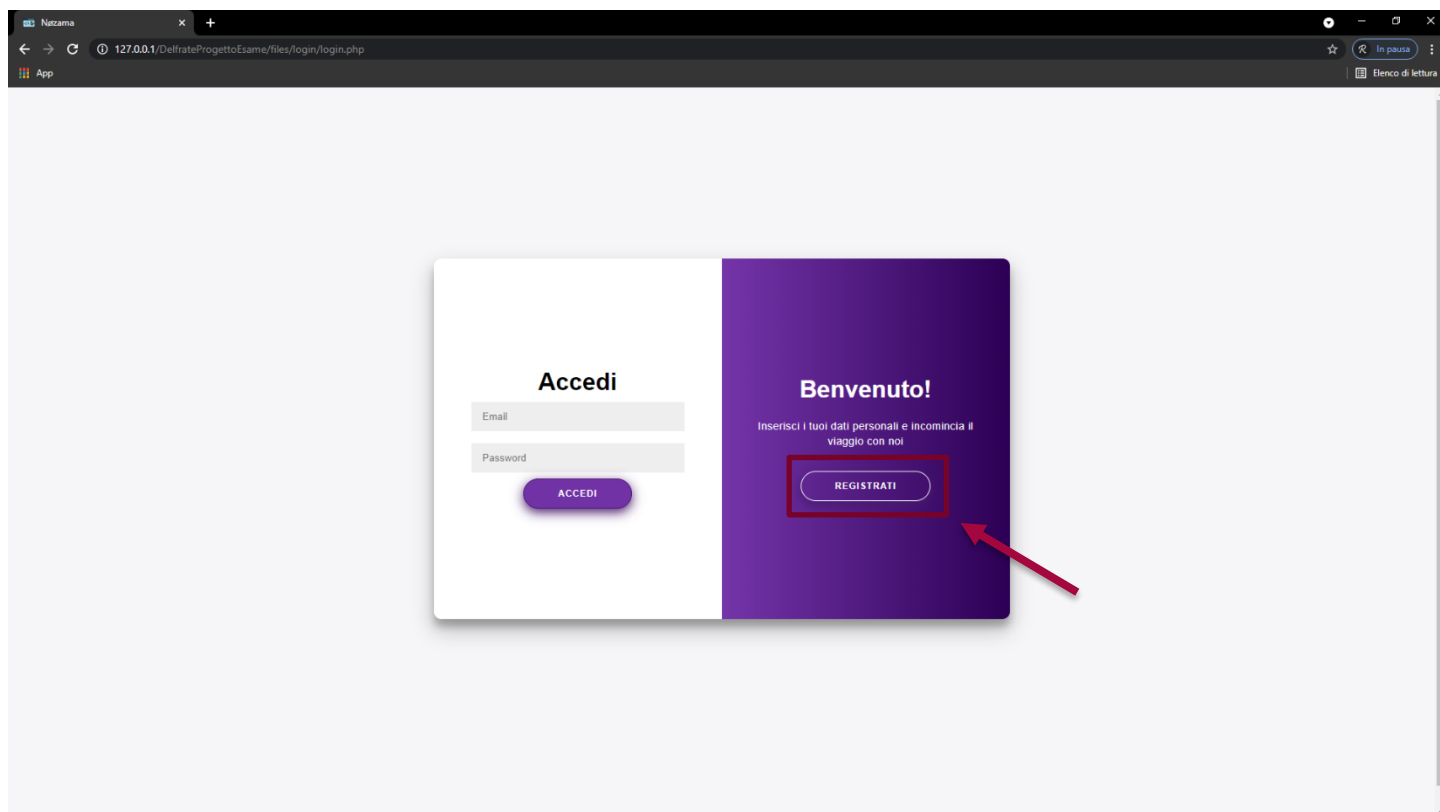 Nøzama
127.0.0.1/DelfrateProgettoEsame/files/login/login.php
In pausa
App
Elenco di lettura
Accedi
Email
Password
ACCEDI
Benvenuto!
Inserisci i tuoi dati personali e incomincia il
viaggio con noi
REGISTRATI